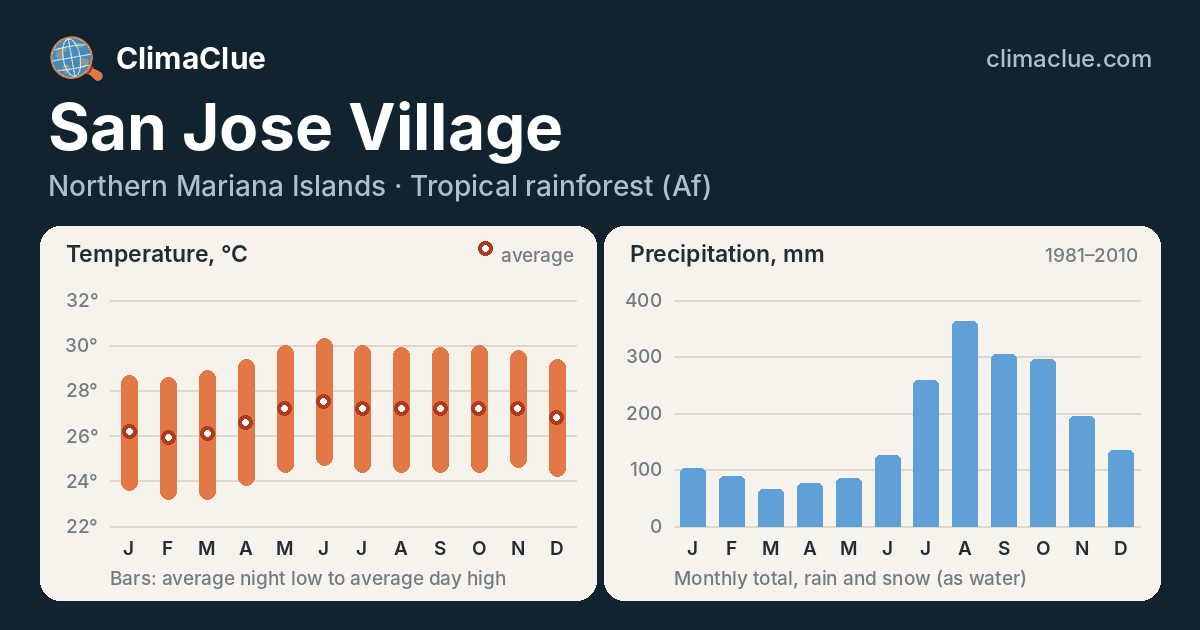 ClimaClue
climaclue.com
San Jose Village
Northern Mariana Islands · Tropical rainforest (Af)
Temperature, °C
average
32°
30°
28°
26°
24°
22°
J F M A M J J A S O N D
Bars: average night low to average day high
Precipitation, mm
1981–2010
400
300
200
100
0
J F M A M J J A S O N D
Monthly total, rain and snow (as water)